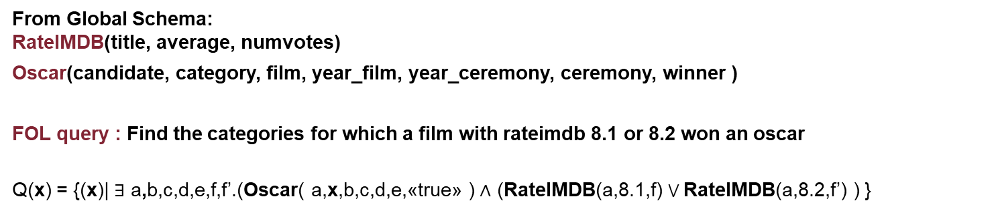 From Global Schema:
RateIMDB(title, average, numvotes)
Oscar(candidate, category, film, year_film, year_ceremony, ceremony, winner )
FOL query : Find the categories for which a film with rateimdb 8.1 or 8.2 won an oscar
Q(x) = {(x)| ∃ a,b,c,d,e,f,f’.(Oscar( a,x,b,c,d,e,«true» ) ∧ (RateIMDB(a,8.1,f) ∨ RateIMDB(a,8.2,f’) ) }